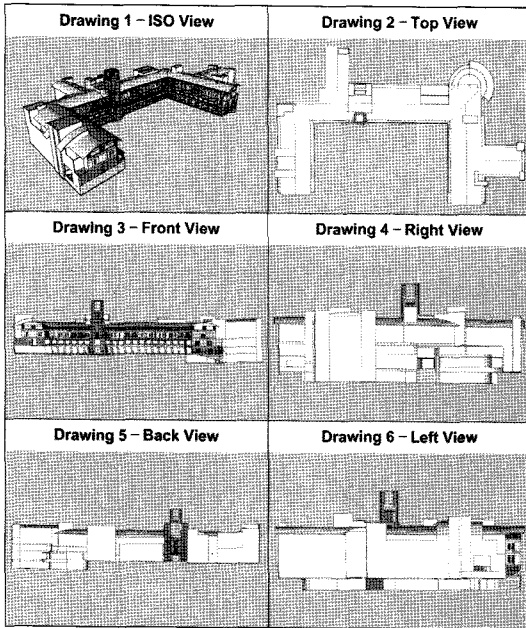 Drawing 1 – ISO View
Drawing 2 – Top View
Drawing 3 – Front View
Drawing 4 – Right View
Drawing 5 – Back View
Drawing 6 – Left View